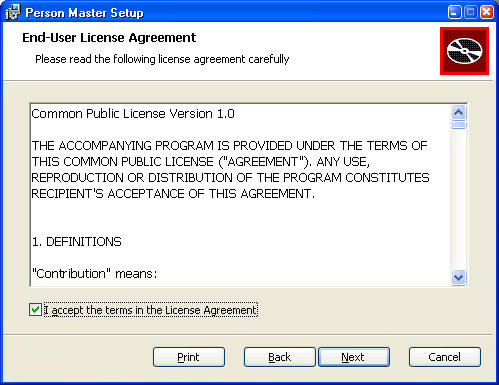 Person Master Setup
End-User License Agreement
Please read the following license agreement carefully
Common Public License Version 1.0
THE ACCOMPANYING PROGRAM IS PROVIDED UNDER THE TERMS OF
THIS COMMON PUBLIC LICENSE ("AGREEMENT"). ANY USE,
REPRODUCTION OR DISTRIBUTION OF THE PROGRAM CONSTITUTES
RECIPIENT'S ACCEPTANCE OF THIS AGREEMENT.
1. DEFINITIONS
"Contribution" means:
I accept the terms in the License Agreement
Print
Back
Next
Cancel